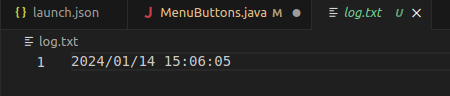 {} launch.json J MenuButtons.java M ● log.txt U ×
log.txt
1 2024/01/14 15:06:05